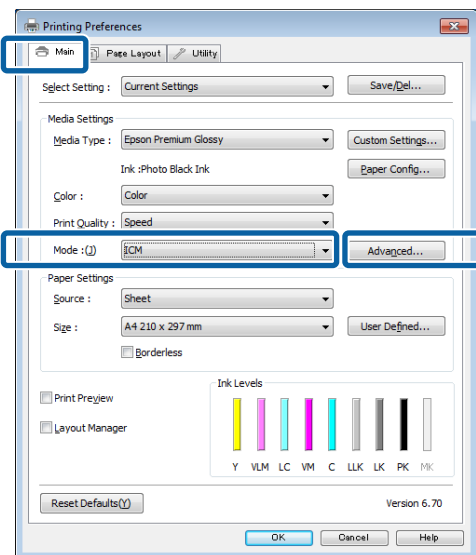 Printing Preferences
Main Page Layout Utility
Select Setting : Current Settings Save/Del...
Media Settings
Media Type : Epson Premium Glossy Custom Settings...
Ink :Photo Black Ink Paper Config...
Color : Color
Print Quality : Speed
Mode :(J) ICM Advanced...
Paper Settings
Source : Sheet
Size : A4 210 x 297 mm User Defined...
Borderless
Ink Levels
Print Preview
Layout Manager
Y VLM LC VM C LLK LK PK MK
Reset Defaults(Y) Version 6.70
OK Cancel Help